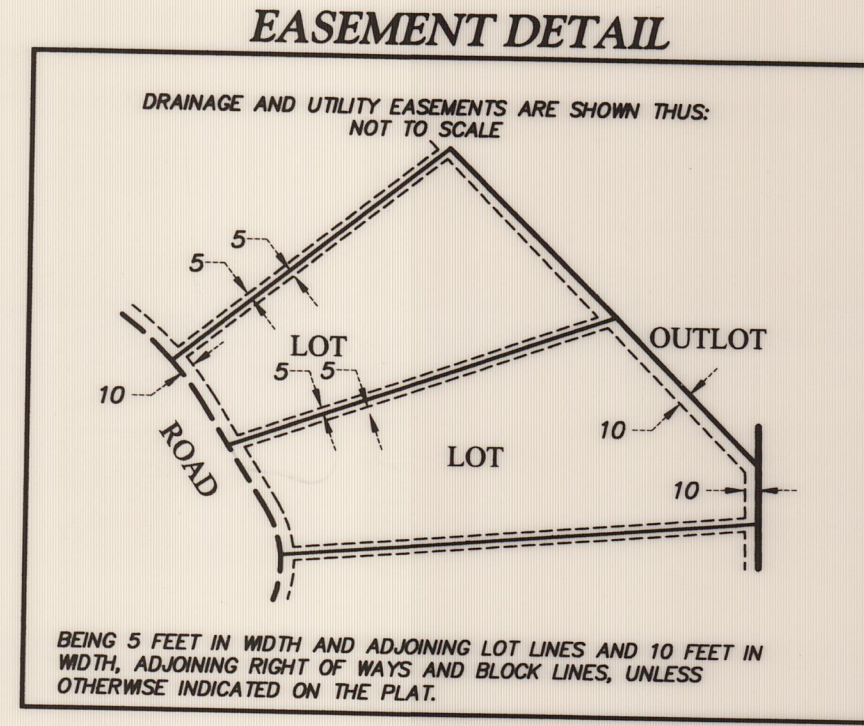 EASEMENT DETAIL
DRAINAGE AND UTILITY EASEMENTS ARE SHOWN THUS:
NOT TO SCALE
5
5
LOT
OUTLOT
5 5
10
10
ROAD
LOT
10
BEING 5 FEET IN WIDTH AND ADJOINING LOT LINES AND 10 FEET IN
WIDTH, ADJOINING RIGHT OF WAYS AND BLOCK LINES, UNLESS
OTHERWISE INDICATED ON THE PLAT.